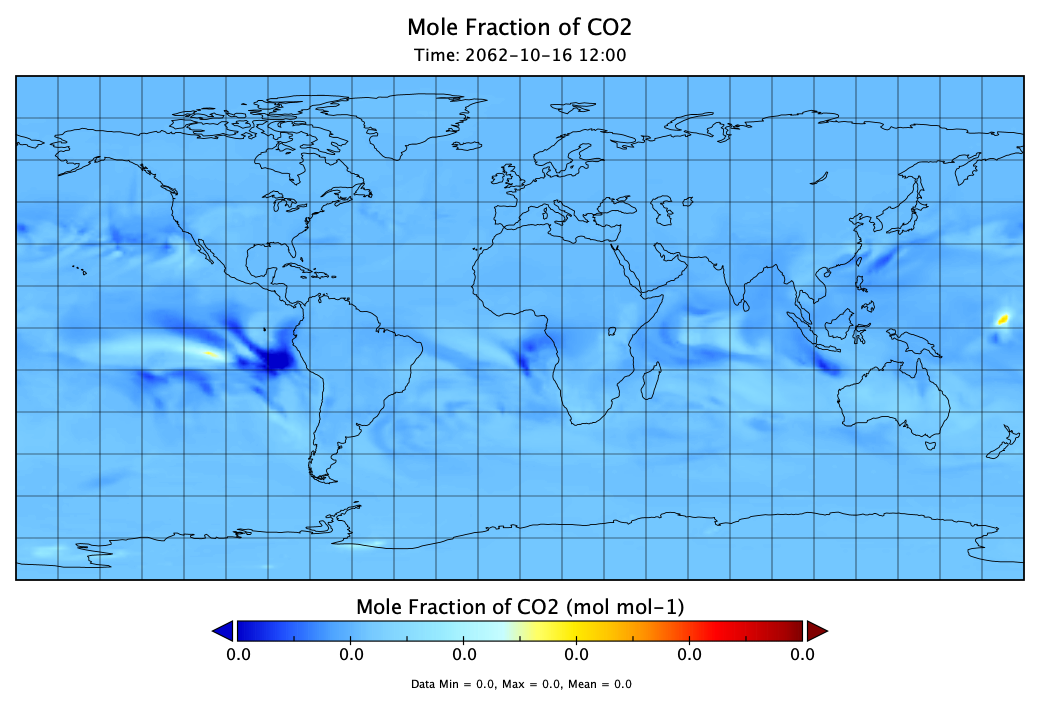 Mole Fraction of CO2
Time: 2062-10-16 12:00
Mole Fraction of CO2 (mol mol-1)
0.0 0.0 0.0 0.0 0.0 0.0
Data Min = 0.0, Max = 0.0, Mean = 0.0